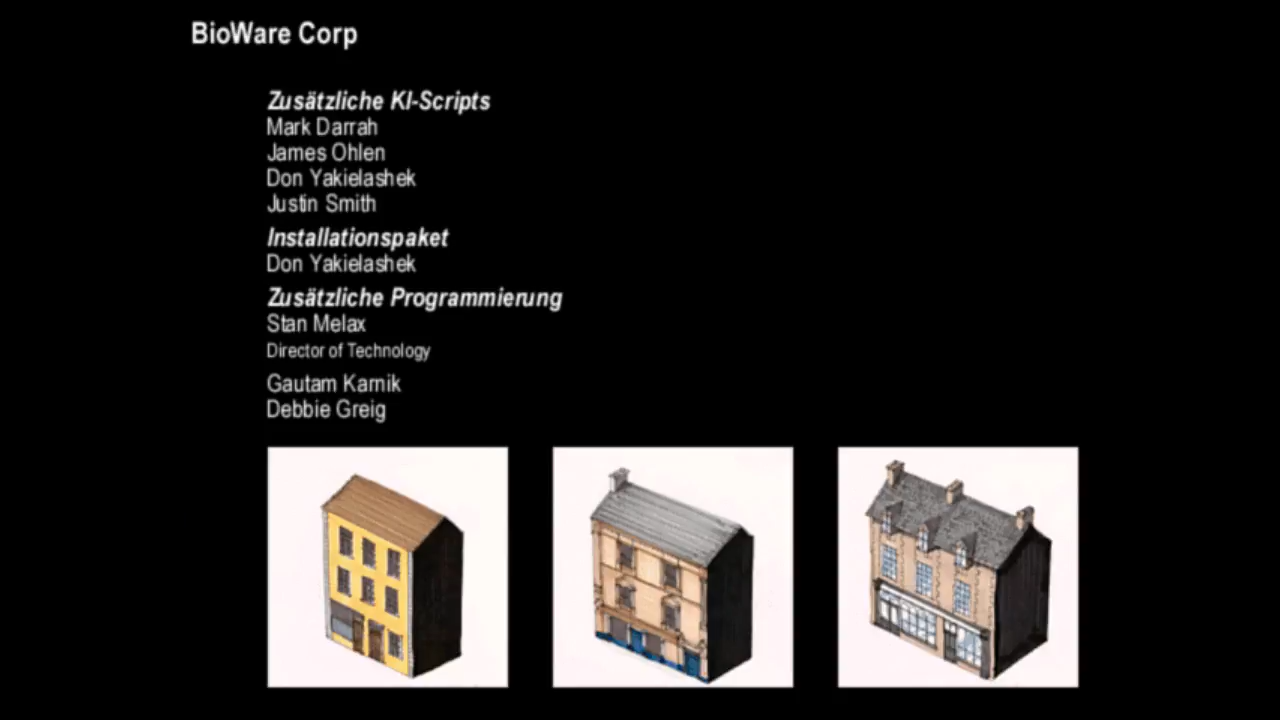 BioWare Corp
Zusätzliche KI-Scripts
Mark Darrah
James Ohlen
Don Yakielashek
Justin Smith
Installationspaket
Don Yakielashek
Zusätzliche Programmierung
Stan Melax
Director of Technology
Gautam Karnik
Debbie Greig